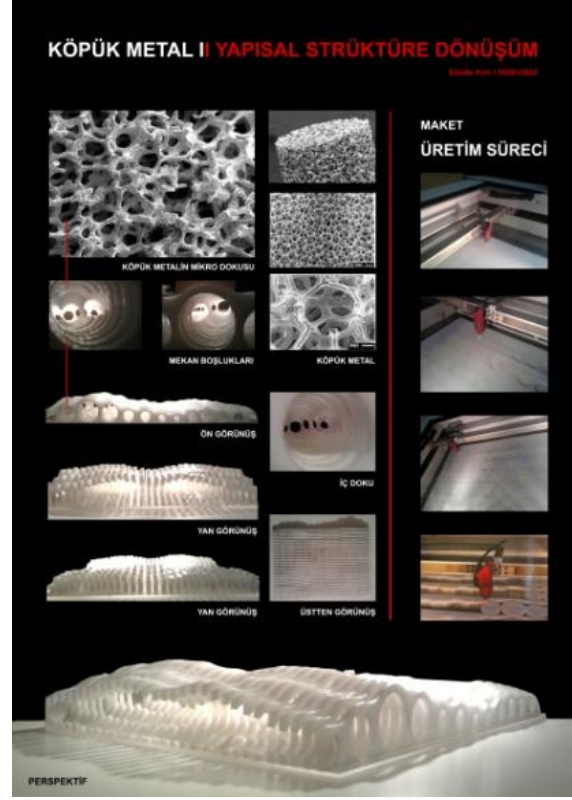 KÖPÜK METAL II YAPISAL STRÜKTÜRE DÖNÜŞÜM
MAKET
ÜRETİM SÜRECİ
KÖPÜK METALİN MİKRO DOKUSU
MEKAN BOŞLUKLARI
KÖPÜK METAL
ÖN GÖRÜNÜŞ
İÇ DOKU
YAN GÖRÜNÜŞ
YAN GÖRÜNÜŞ
ÜSTTEN GÖRÜNÜŞ
PERSPEKTİF